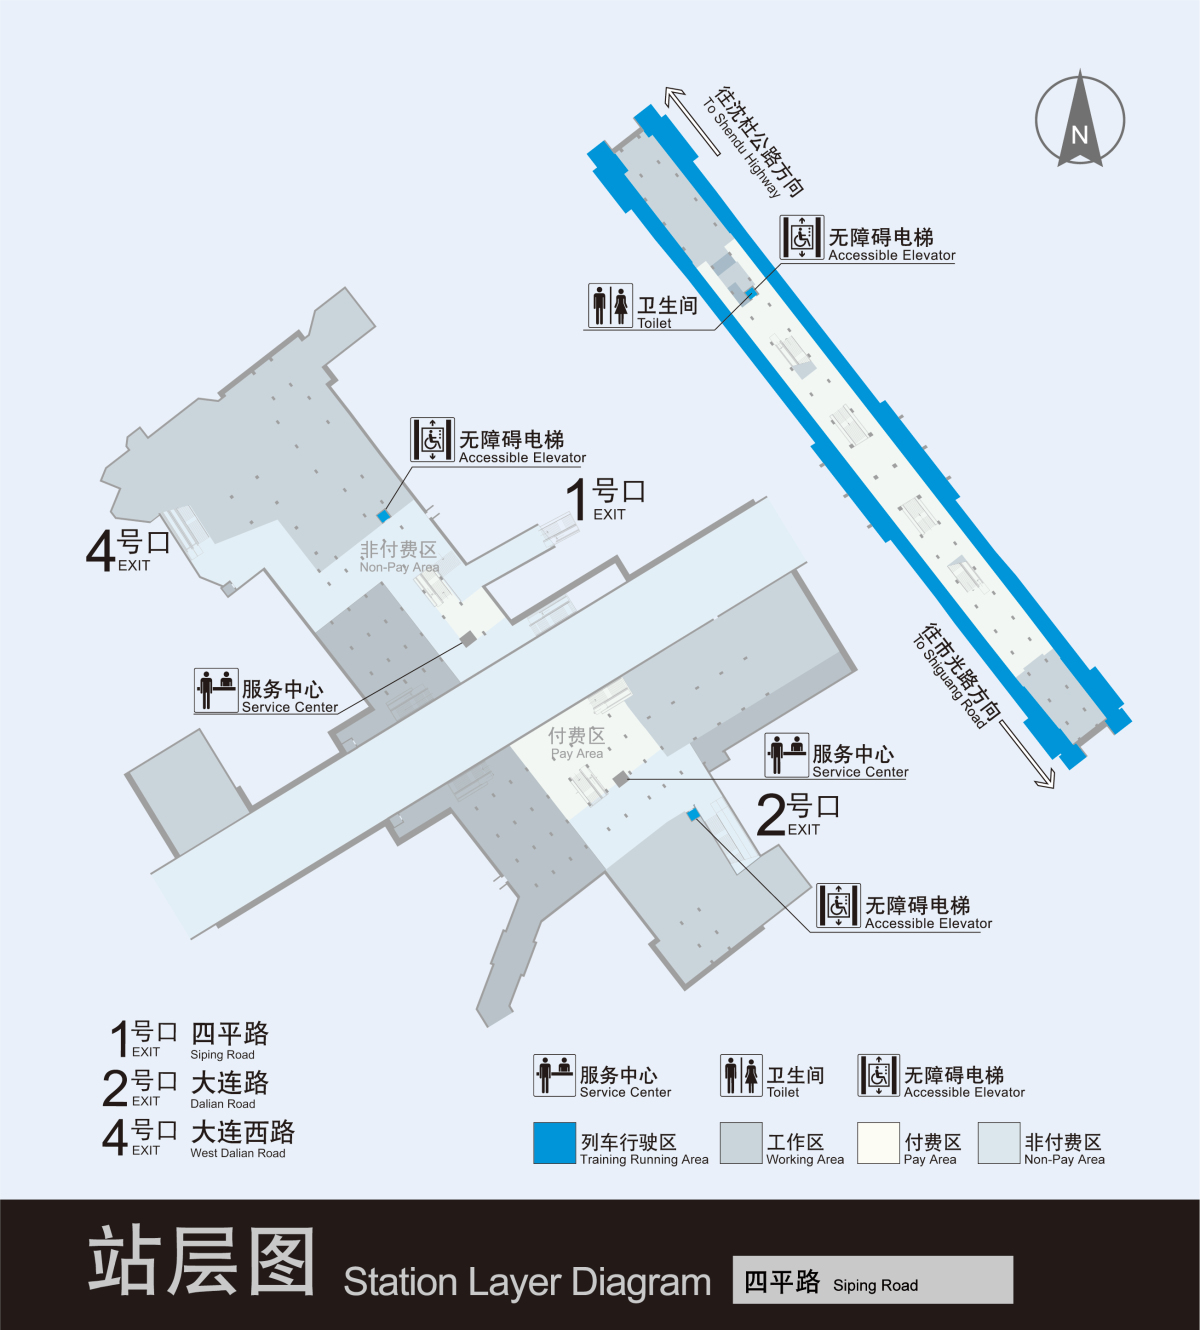 往沈杜公路方向
To Shendu Highway
N
无障碍电梯
Accessible Elevator
卫生间
Toilet
无障碍电梯
Accessible Elevator
1号口
EXIT
4号口
EXIT
非付费区
Non-Pay Area
往市光路方向
To Shiguang Road
服务中心
Service Center
付费区
Pay Area
服务中心
Service Center
2号口
EXIT
无障碍电梯
Accessible Elevator
1号口 四平路
EXIT Siping Road
2号口 大连路
EXIT Dalian Road
4号口 大连西路
EXIT West Dalian Road
服务中心
Service Center
卫生间
Toilet
无障碍电梯
Accessible Elevator
列车行驶区
Training Running Area
工作区
Working Area
付费区
Pay Area
非付费区
Non-Pay Area
站层图 Station Layer Diagram 四平路 Siping Road